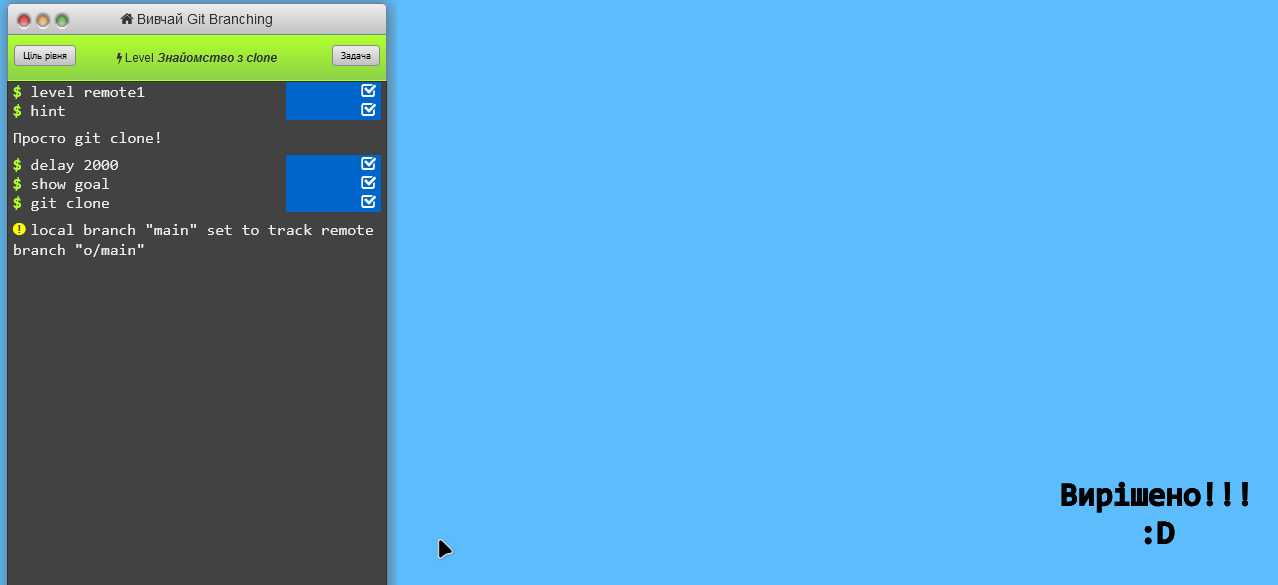 Вивчай Git Branching
Ціль рівня
Level Знайомство з clone
Задача
$ level remote1
$ hint
Просто git clone!
$ delay 2000
$ show goal
$ git clone
local branch "main" set to track remote
branch "o/main"
Вирішено!!!
:D